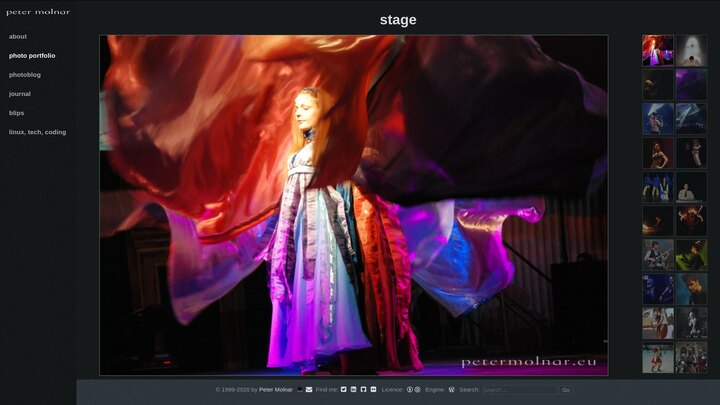 peter molnar
about
photo portfolio
photoblog
journal
blips
linux, tech, coding
stage
petermolnar.eu
© 1999-2020 by Peter Molnar Find me: Licence: Engine: Search: Search... Go